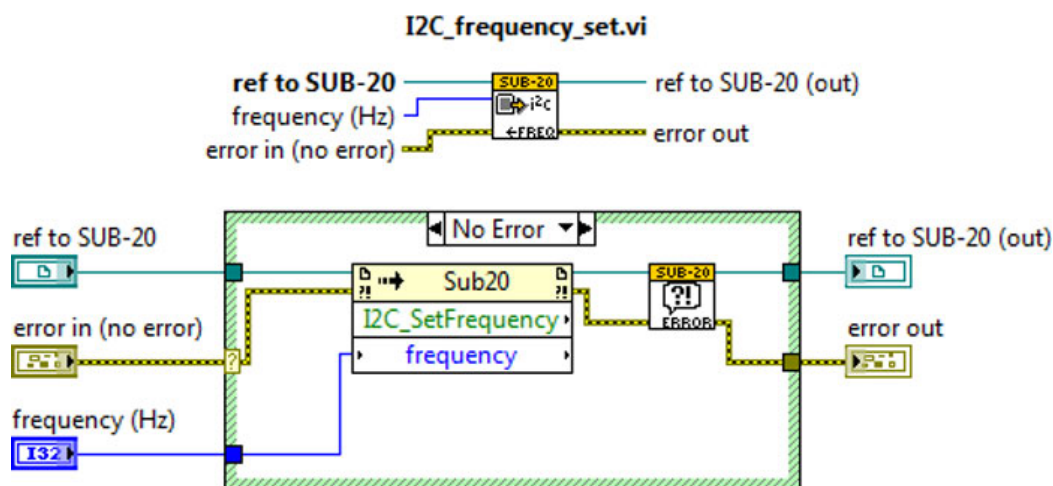 I2C_frequency_set.vi
ref to SUB-20
frequency (Hz)
error in (no error)
SUB-20
i²c
←FREQ
ref to SUB-20 (out)
error out
No Error
ref to SUB-20
error in (no error)
frequency (Hz)
I32
?
?!
Sub20
?!
I2C_SetFrequency
frequency
SUB-20
?!
ERROR
ref to SUB-20 (out)
error out